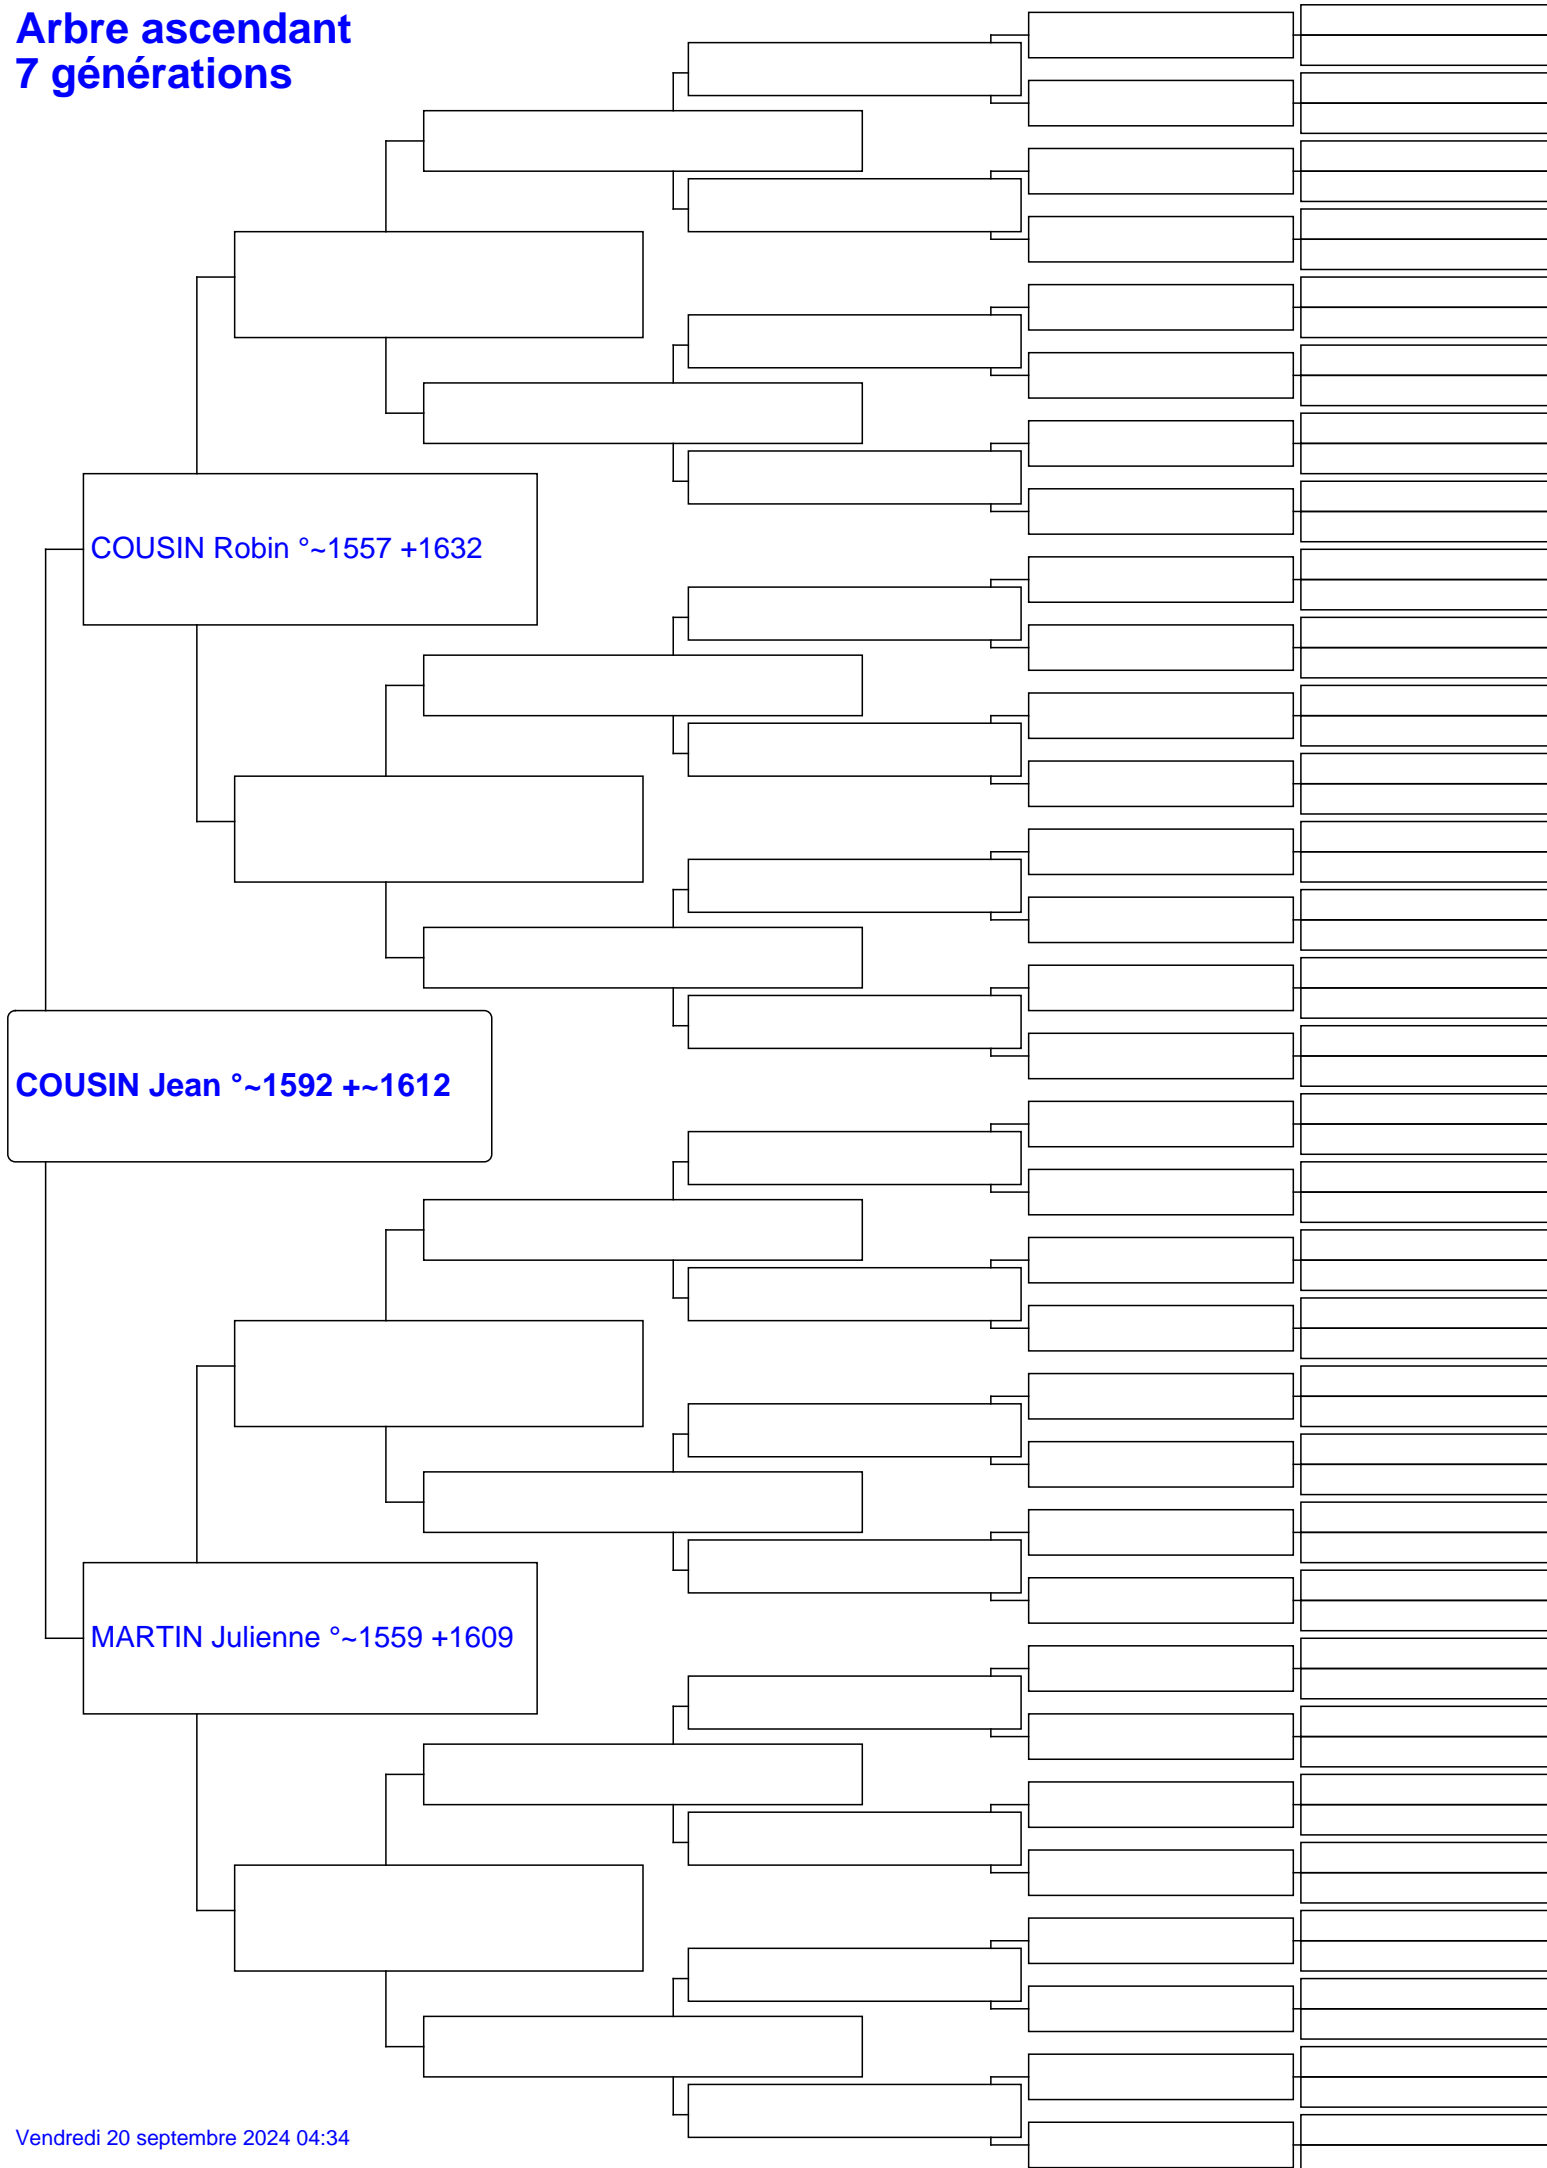 Arbre ascendant
7 générations
COUSIN Robin °~1557 +1632
COUSIN Jean °~1592 +~1612
MARTIN Julienne °~1559 +1609
Vendredi 20 septembre 2024 04:34